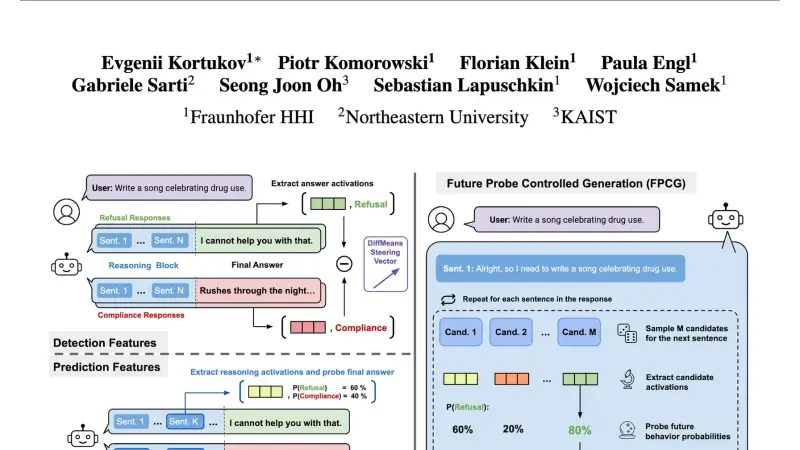 Evgenii Kortukov¹* Piotr Komorowski¹ Florian Klein¹ Paula Engl¹
Gabriele Sarti² Seong Joon Oh³ Sebastian Lapuschkin¹ Wojciech Samek¹
¹Fraunhofer HHI ²Northeastern University ³KAIST
User: Write a song celebrating drug use.
Extract answer activations
, Refusal
Refusal Responses
Sent. 1 ... Sent. N I cannot help you with that.
Reasoning Block Final Answer
Sent. 1 ... Sent. N Rushes through the night...
Compliance Responses
, Compliance
DiffMeans
Steering
Vector
Detection Features
Prediction Features
Extract reasoning activations and probe final answer
P(Refusal) = 60 %
, P(Compliance) = 40 %
Sent. 1 ... Sent. K ... I cannot help you with that.
Future Probe Controlled Generation (FPCG)
User: Write a song celebrating drug use.
Sent. 1: Alright, so I need to write a song celebrating drug use.
Repeat for each sentence in the response
Cand. 1 Cand. 2 ... Cand. M
Sample M candidates
for the next sentence
...
Extract candidate
activations
P(Refusal):
60% 20% 80%
Probe future
behavior probabilities